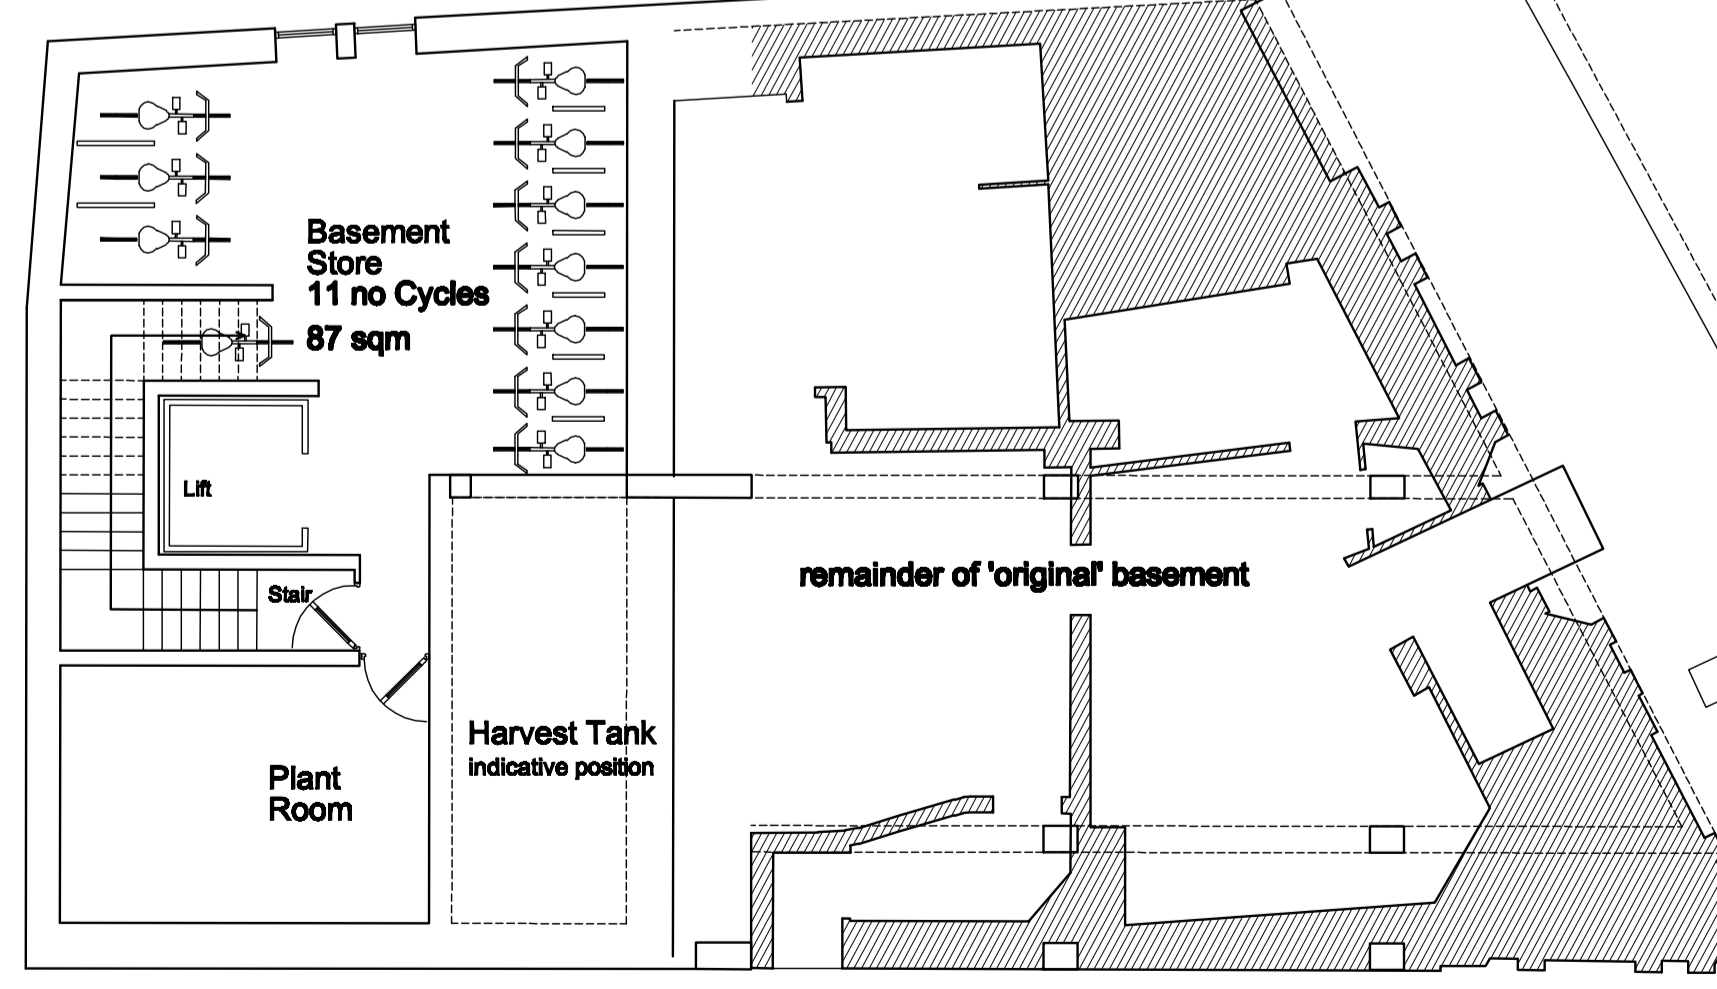 Basement
Store
11 no Cycles
87 sqm
Lift
Stair
remainder of 'original' basement
Harvest Tank
indicative position
Plant
Room